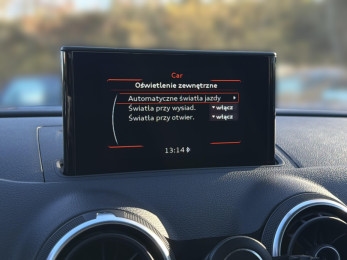 Car
Oświetlenie zewnętrzne
Automatyczne światła jazdy
Światła przy wysiad. włącz
Światła przy otwier. włącz
13:14